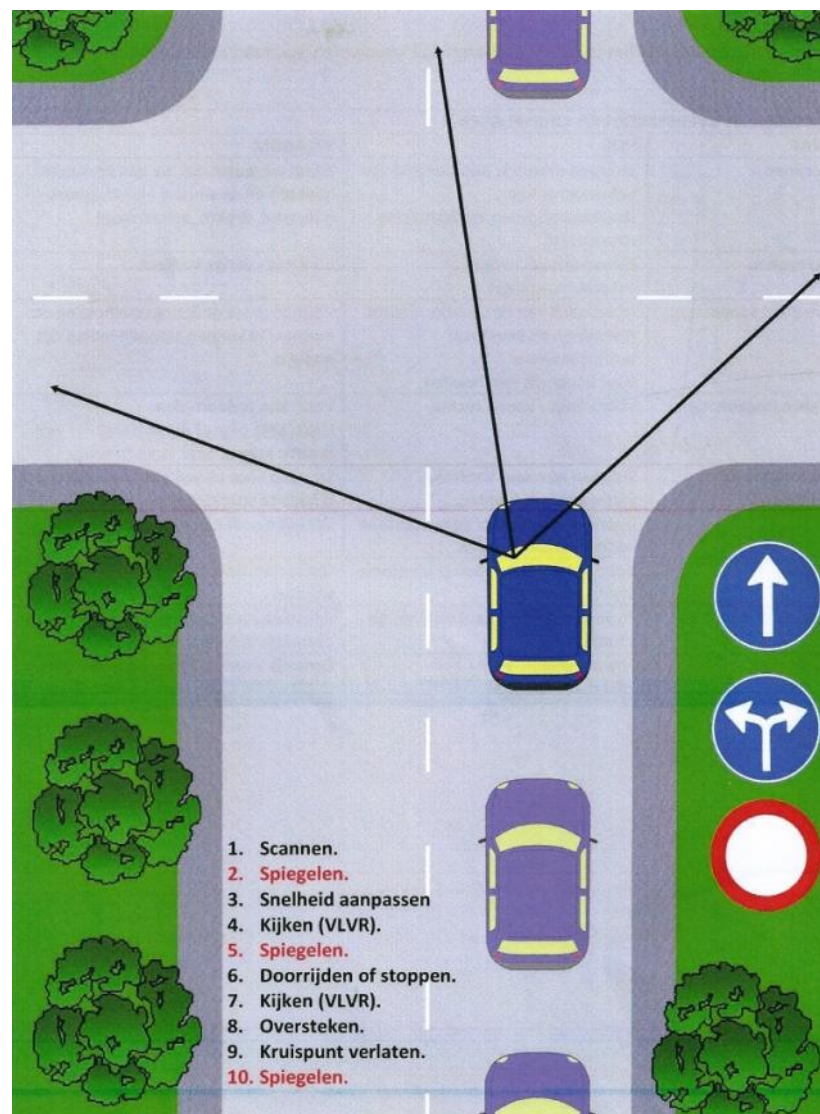 1. Scannen.
2. Spiegelen.
3. Snelheid aanpassen
4. Kijken (VLVR).
5. Spiegelen.
6. Doorrijden of stoppen.
7. Kijken (VLVR).
8. Oversteken.
9. Kruispunt verlaten.
10. Spiegelen.